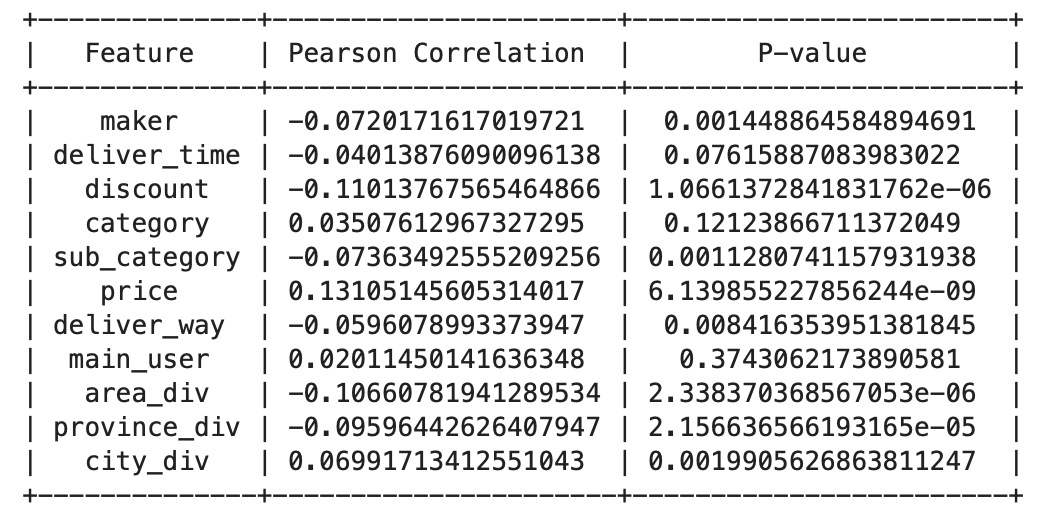 +--------------+----------------------+------------------------+
| Feature | Pearson Correlation | P-value |
+--------------+----------------------+------------------------+
| maker | -0.0720171617019721 | 0.001448864584894691 |
| deliver_time | -0.04013876090096138 | 0.07615887083983022 |
| discount | -0.11013767565464866 | 1.0661372841831762e-06 |
| category | 0.03507612967327295 | 0.12123866711372049 |
| sub_category | -0.07363492555209256 | 0.0011280741157931938 |
| price | 0.13105145605314017 | 6.139855227856244e-09 |
| deliver_way | -0.0596078993373947 | 0.008416353951381845 |
| main_user | 0.02011450141636348 | 0.3743062173890581 |
| area_div | -0.10660781941289534 | 2.338370368567053e-06 |
| province_div | -0.09596442626407947 | 2.156636566193165e-05 |
| city_div | 0.06991713412551043 | 0.0019905626863811247 |
+--------------+----------------------+------------------------+